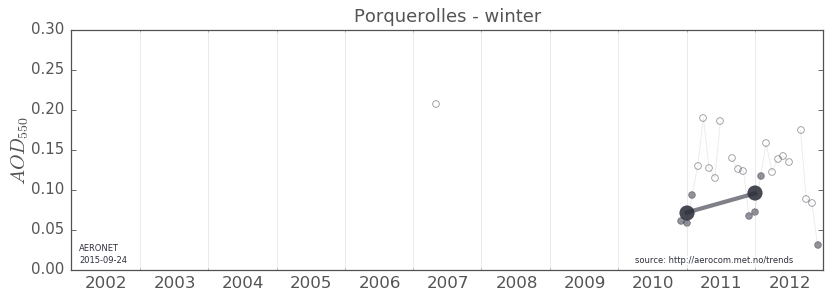 Porquerolles - winter
0.30
0.25
0.20
0.15
0.10
0.05
0.00
AOD550
AERONET
2015-09-24
source: http://aerocom.met.no/trends
2002 2003 2004 2005 2006 2007 2008 2009 2010 2011 2012